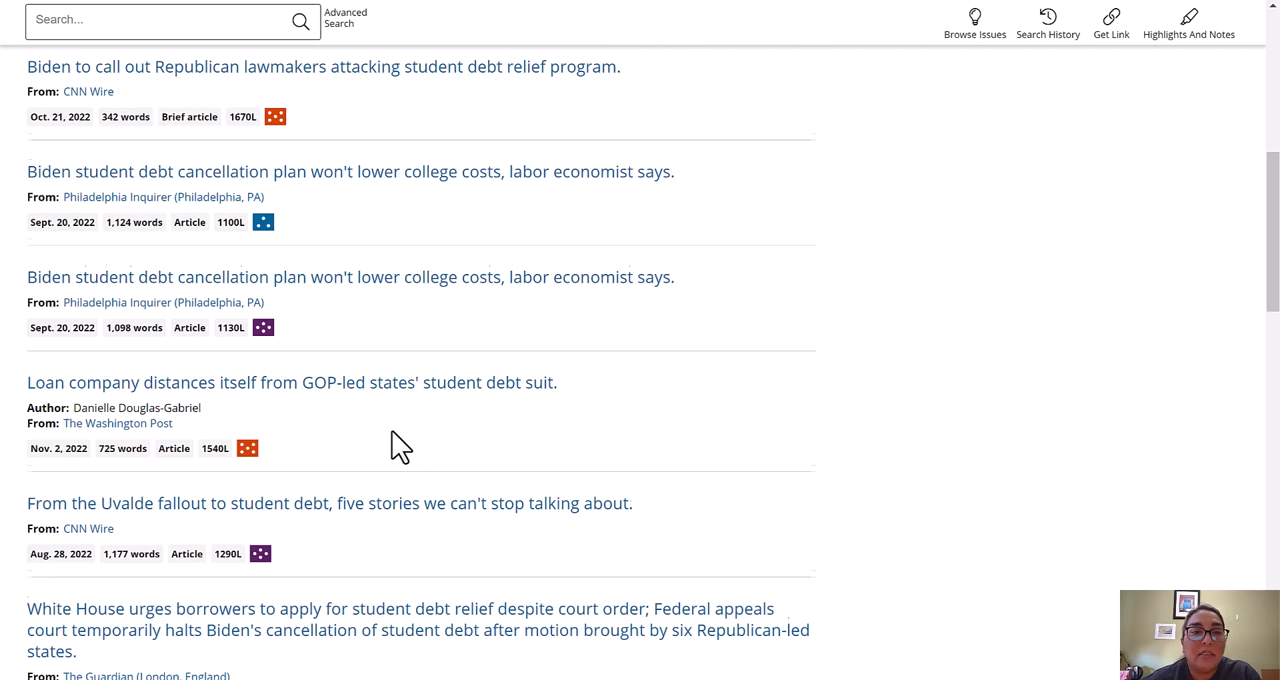 Search...
Advanced
Search
Browse Issues
Search History
Get Link
Highlights And Notes
Biden to call out Republican lawmakers attacking student debt relief program.
From: CNN Wire
Oct. 21, 2022 342 words Brief article 1670L
Biden student debt cancellation plan won't lower college costs, labor economist says.
From: Philadelphia Inquirer (Philadelphia, PA)
Sept. 20, 2022 1,124 words Article 1100L
Biden student debt cancellation plan won't lower college costs, labor economist says.
From: Philadelphia Inquirer (Philadelphia, PA)
Sept. 20, 2022 1,098 words Article 1130L
Loan company distances itself from GOP-led states' student debt suit.
Author: Danielle Douglas-Gabriel
From: The Washington Post
Nov. 2, 2022 725 words Article 1540L
From the Uvalde fallout to student debt, five stories we can't stop talking about.
From: CNN Wire
Aug. 28, 2022 1,177 words Article 1290L
White House urges borrowers to apply for student debt relief despite court order; Federal appeals
court temporarily halts Biden's cancellation of student debt after motion brought by six Republican-led
states.
From: The Guardian (London, England)